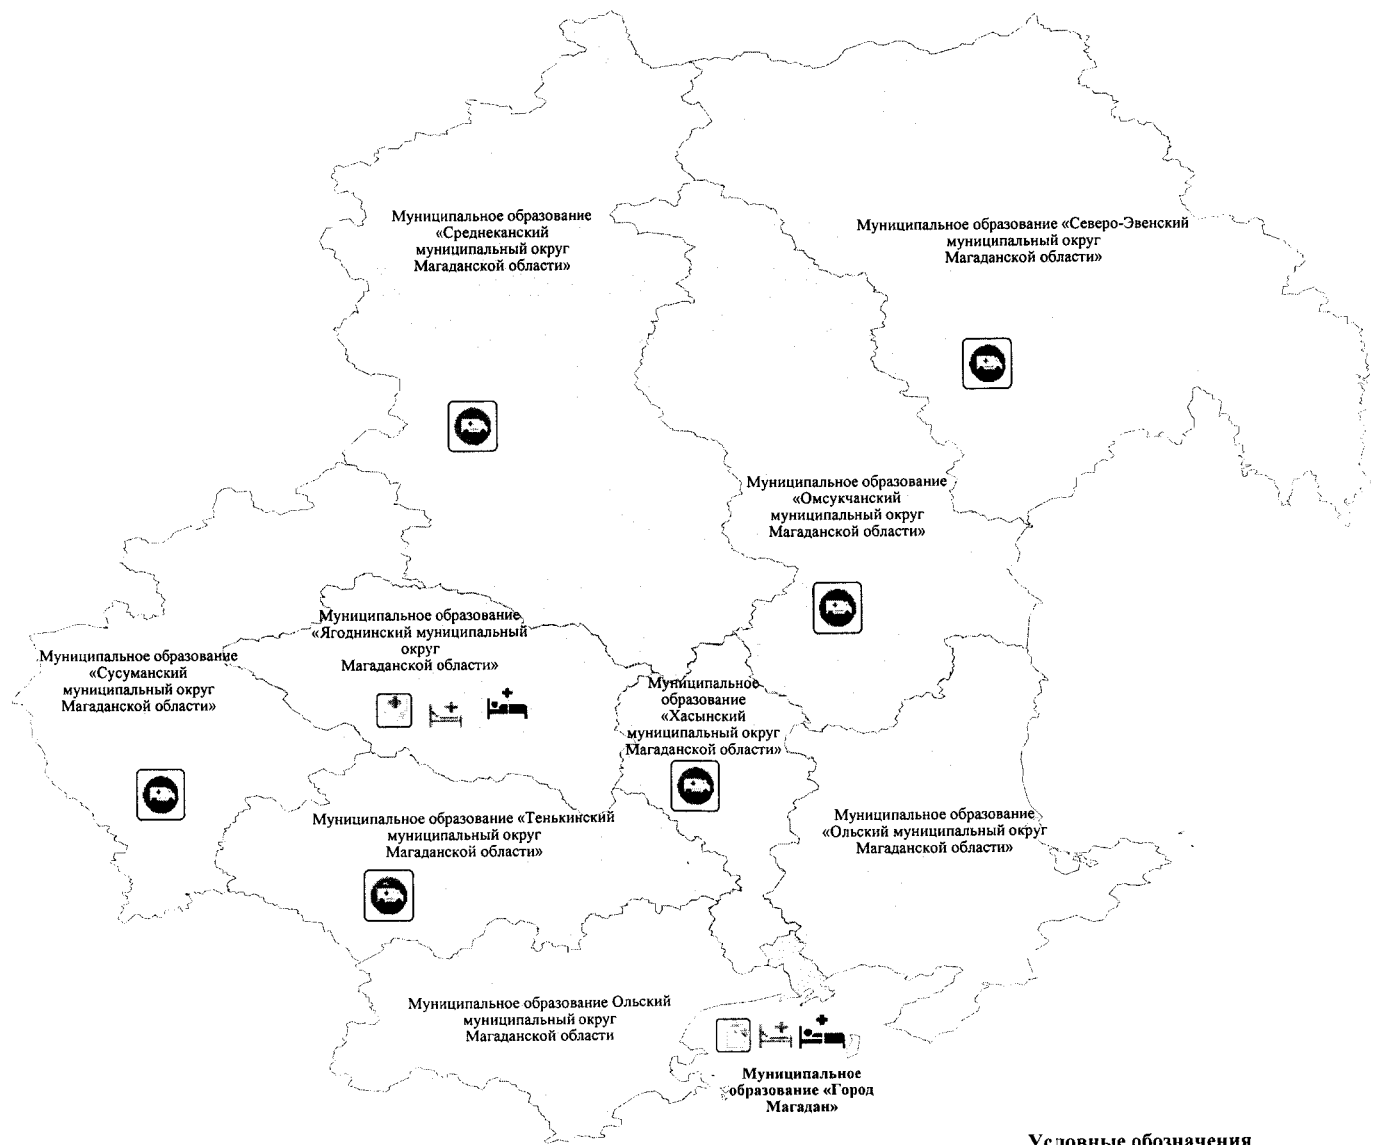 Муниципальное образование
«Среднеканский
муниципальный округ
Магаданской области»
Муниципальное образование «Северо-Эвенский
муниципальный округ
Магаданской области»
Муниципальное образование
«Омсукчанский
муниципальный округ
Магаданской области»
Муниципальное образование
«Ягоднинский муниципальный
округ
Магаданской области»
Муниципальное образование
«Сусуманский
муниципальный округ
Магаданской области»
Муниципальное
образование
«Хасынский
муниципальный округ
Магаданской области»
Муниципальное образование «Тенькинский
муниципальный округ
Магаданской области»
Муниципальное образование
«Ольский муниципальный округ
Магаданской области»
Муниципальное образование Ольский
муниципальный округ
Магаданской области
Муниципальное
образование «Город
Магадан»
Условные обозначения